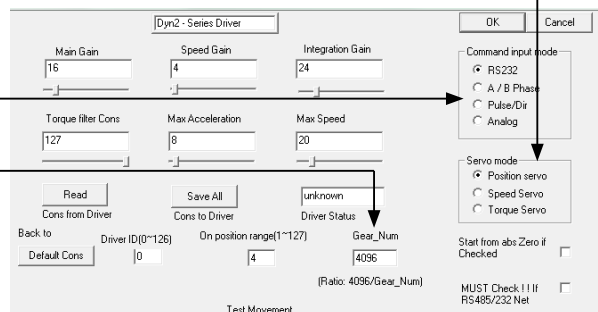 Dyn2 - Series Driver
OK
Cancel
Main Gain
Speed Gain
Integration Gain
16
4
24
Command input mode
RS232
A / B Phase
Pulse/Dir
Analog
Torque filter Cons
Max Acceleration
Max Speed
127
8
20
Servo mode
Position servo
Speed Servo
Torque Servo
Read
Save All
unknown
Cons from Driver
Cons to Driver
Driver Status
Back to
Default Cons
Driver ID(0~126)
0
On position range(1~127)
4
Gear_Num
4096
(Ratio: 4096/Gear_Num)
Start from abs Zero if
Checked
MUST Check ! ! If
RS485/232 Net
Test Movement